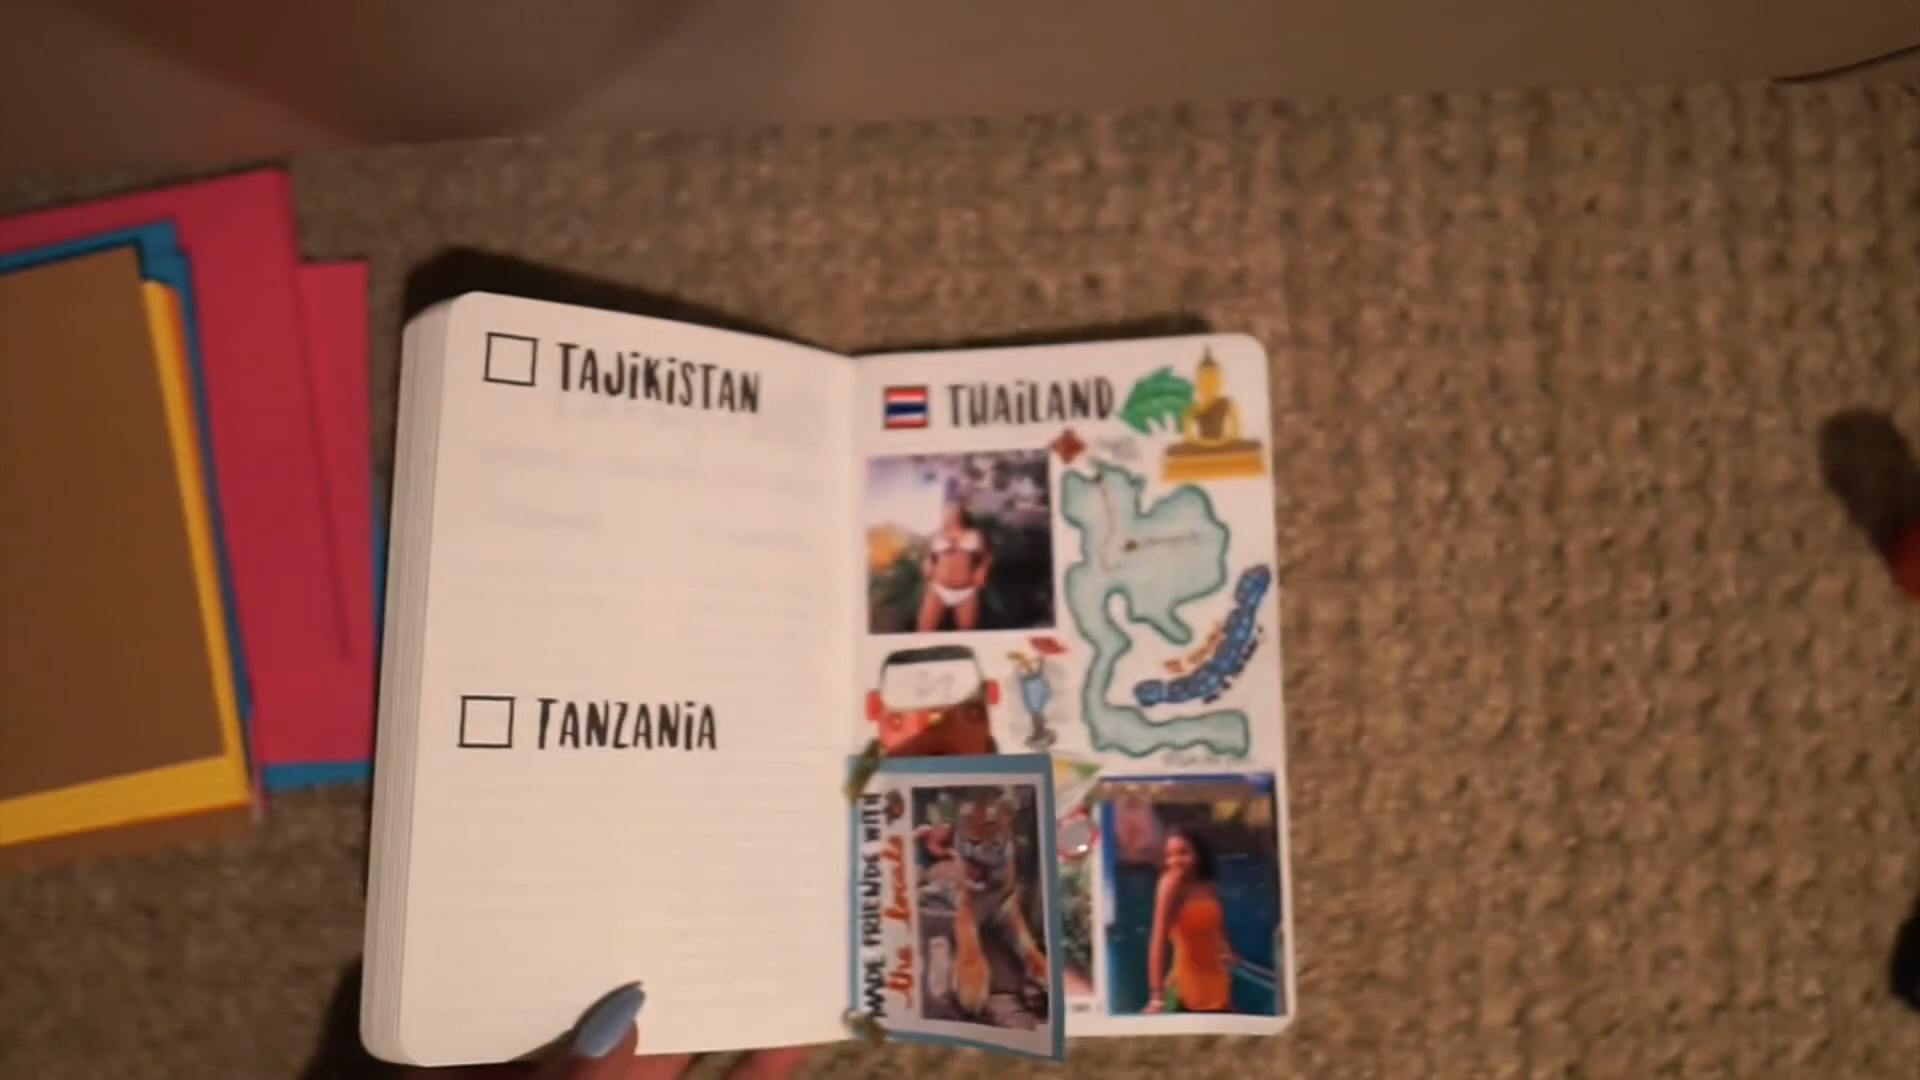 TAJiKiSTAN
TANZANiA
THAiLAND
MADE FRIENDS WITH
the locals